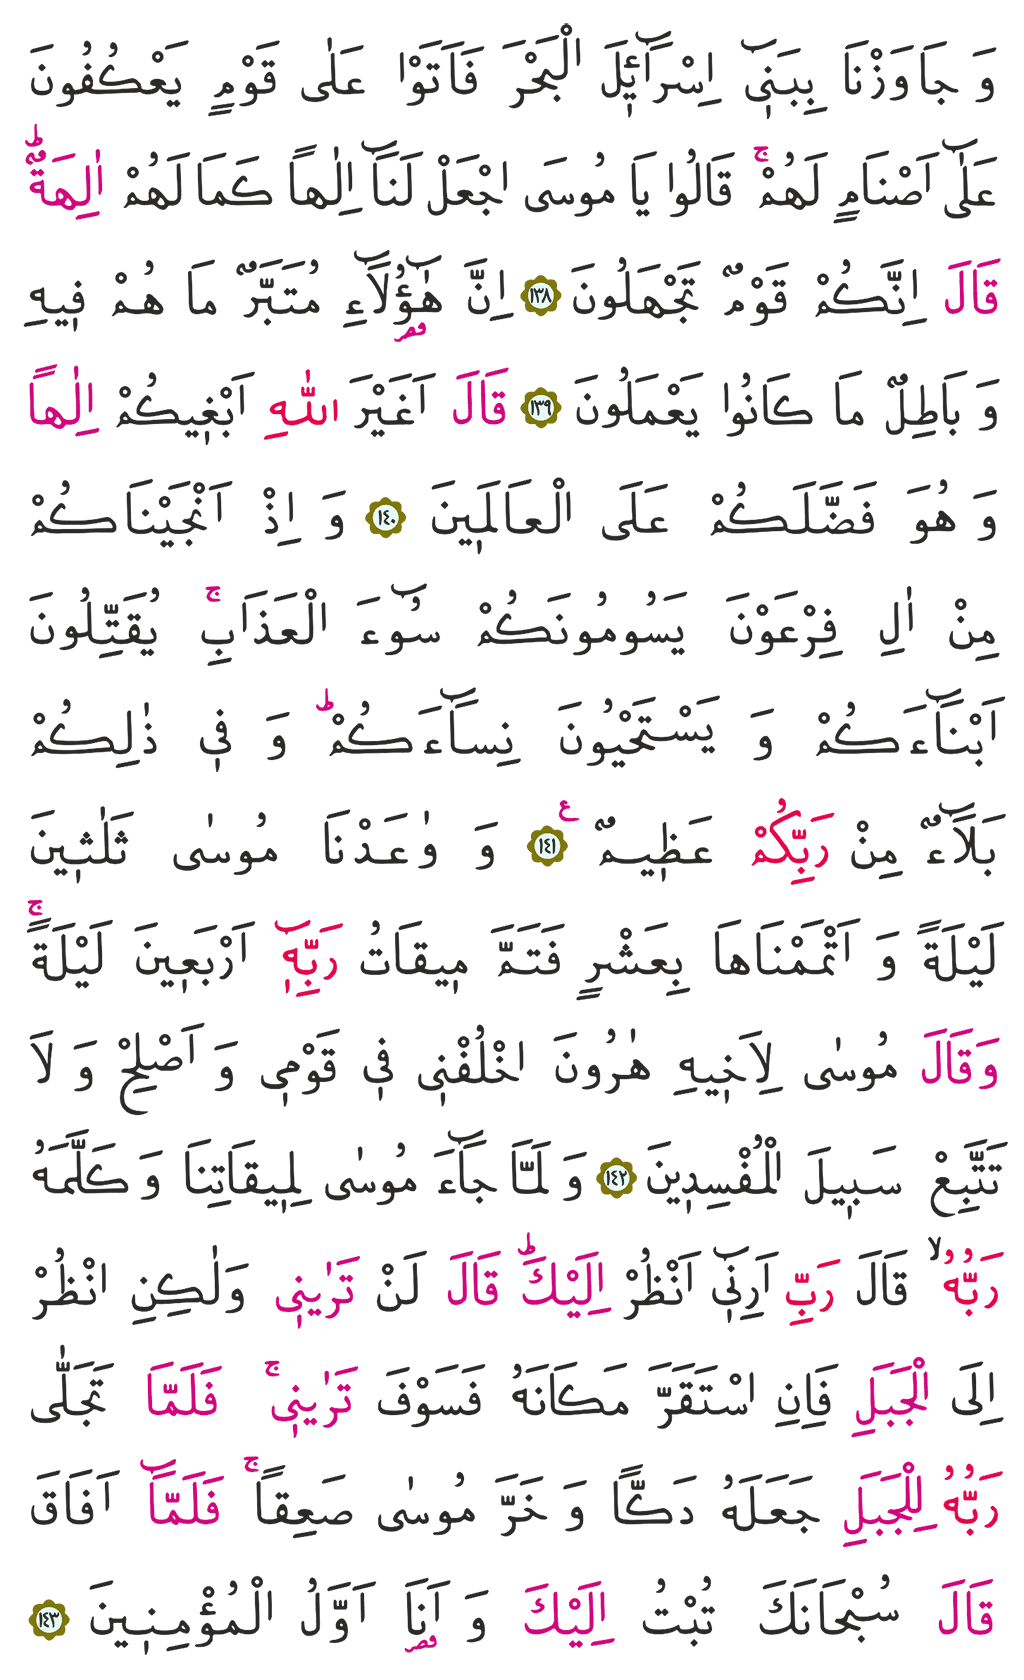 وَ جَاوَزْنَا بِبَنٖٓي اِسْرَٓائٖلَ الْبَحْرَ فَاَتَوْا عَلٰى قَوْمٍ يَعْكُفُونَ
عَلٰٓى اَصْنَامٍ لَهُمْۚ قَالُوا يَا مُوسَى اجْعَلْ لَنَٓا اِلٰهاً كَمَا لَهُمْ اٰلِهَةٌؕ
قَالَ اِنَّكُمْ قَوْمٌ تَجْهَلُونَ ﴿١٣٨﴾ اِنَّ هٰٓؤُ۬لَٓاءِ مُتَبَّرٌ مَا هُمْ فٖيهِ
وَ بَاطِلٌ مَا كَانُوا يَعْمَلُونَ ﴿١٣٩﴾ قَالَ اَغَيْرَ اللّٰهِ اَبْغٖيكُمْ اِلٰهاً
وَ هُوَ فَضَّلَكُمْ عَلَى الْعَالَمٖينَ ﴿١٤٠﴾ وَ اِذْ اَنْجَيْنَاكُمْ
مِنْ اٰلِ فِرْعَوْنَ يَسُومُونَكُمْ سُٓوءَ الْعَذَابِۚ يُقَتِّلُونَ
اَبْنَٓاءَكُمْ وَ يَسْتَحْيُونَ نِسَٓاءَكُمْؕ وَ فٖي ذٰلِكُمْ
بَلَٓاءٌ مِنْ رَبِّكُمْ عَظٖيمٌ ﴿١٤١﴾ ع وَ وٰعَدْنَا مُوسٰى ثَلٰثٖينَ
لَيْلَةً وَ اَتْمَمْنَاهَا بِعَشْرٍ فَتَمَّ مٖيقَاتُ رَبِّهٖٓ اَرْبَعٖينَ لَيْلَةًۚ
وَقَالَ مُوسٰى لِاَخٖيهِ هٰرُونَ اخْلُفْنٖي فٖي قَوْمٖي وَ اَصْلِحْ وَ لَا
تَتَّبِعْ سَبٖيلَ الْمُفْسِدٖينَ ﴿١٤٢﴾ وَ لَمَّا جَٓاءَ مُوسٰى لِمٖيقَاتِنَا وَ كَلَّمَهُ
رَبُّهُۙ قَالَ رَبِّ اَرِنٖٓي اَنْظُرْ اِلَيْكَؕ قَالَ لَنْ تَرٰينٖي وَلٰكِنِ انْظُرْ
اِلَى الْجَبَلِ فَاِنِ اسْتَقَرَّ مَكَانَهُ فَسَوْفَ تَرٰينٖيۚ فَلَمَّا تَجَلّٰى
رَبُّهُ لِلْجَبَلِ جَعَلَهُ دَكاًّ وَ خَرَّ مُوسٰى صَعِقاًۚ فَلَمَّٓا اَفَاقَ
قَالَ سُبْحَانَكَ تُبْتُ اِلَيْكَ وَ اَنَا۬ اَوَّلُ الْمُؤْمِنٖينَ ﴿١٤٣﴾